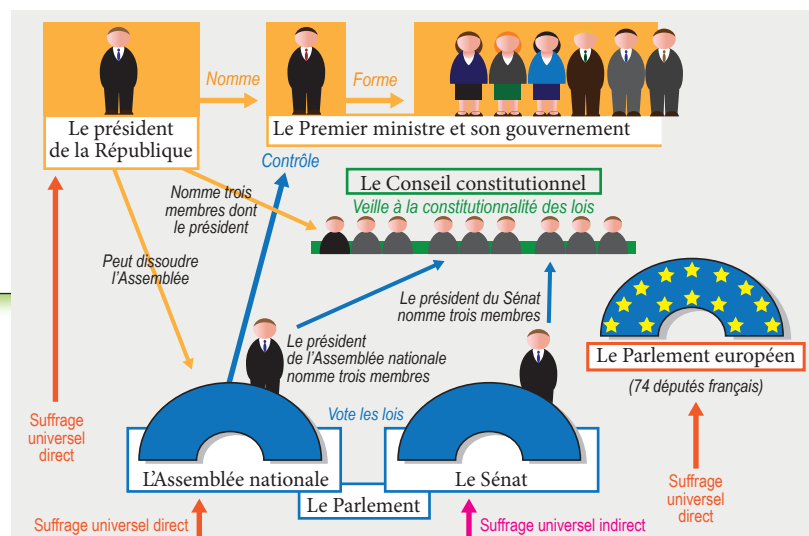 Nomme
Forme
Le président
de la République
Le Premier ministre et son gouvernement
Contrôle
Nomme trois
membres dont
le président
Le Conseil constitutionnel
Veille à la constitutionnalité des lois
Peut dissoudre
l'Assemblée
Le président du Sénat
nomme trois membres
Le président
de l'Assemblée nationale
nomme trois membres
Le Parlement européen
(74 députés français)
Suffrage
universel
direct
Vote les lois
L'Assemblée nationale
Le Sénat
Le Parlement
Suffrage
universel
direct
Suffrage universel direct
Suffrage universel indirect